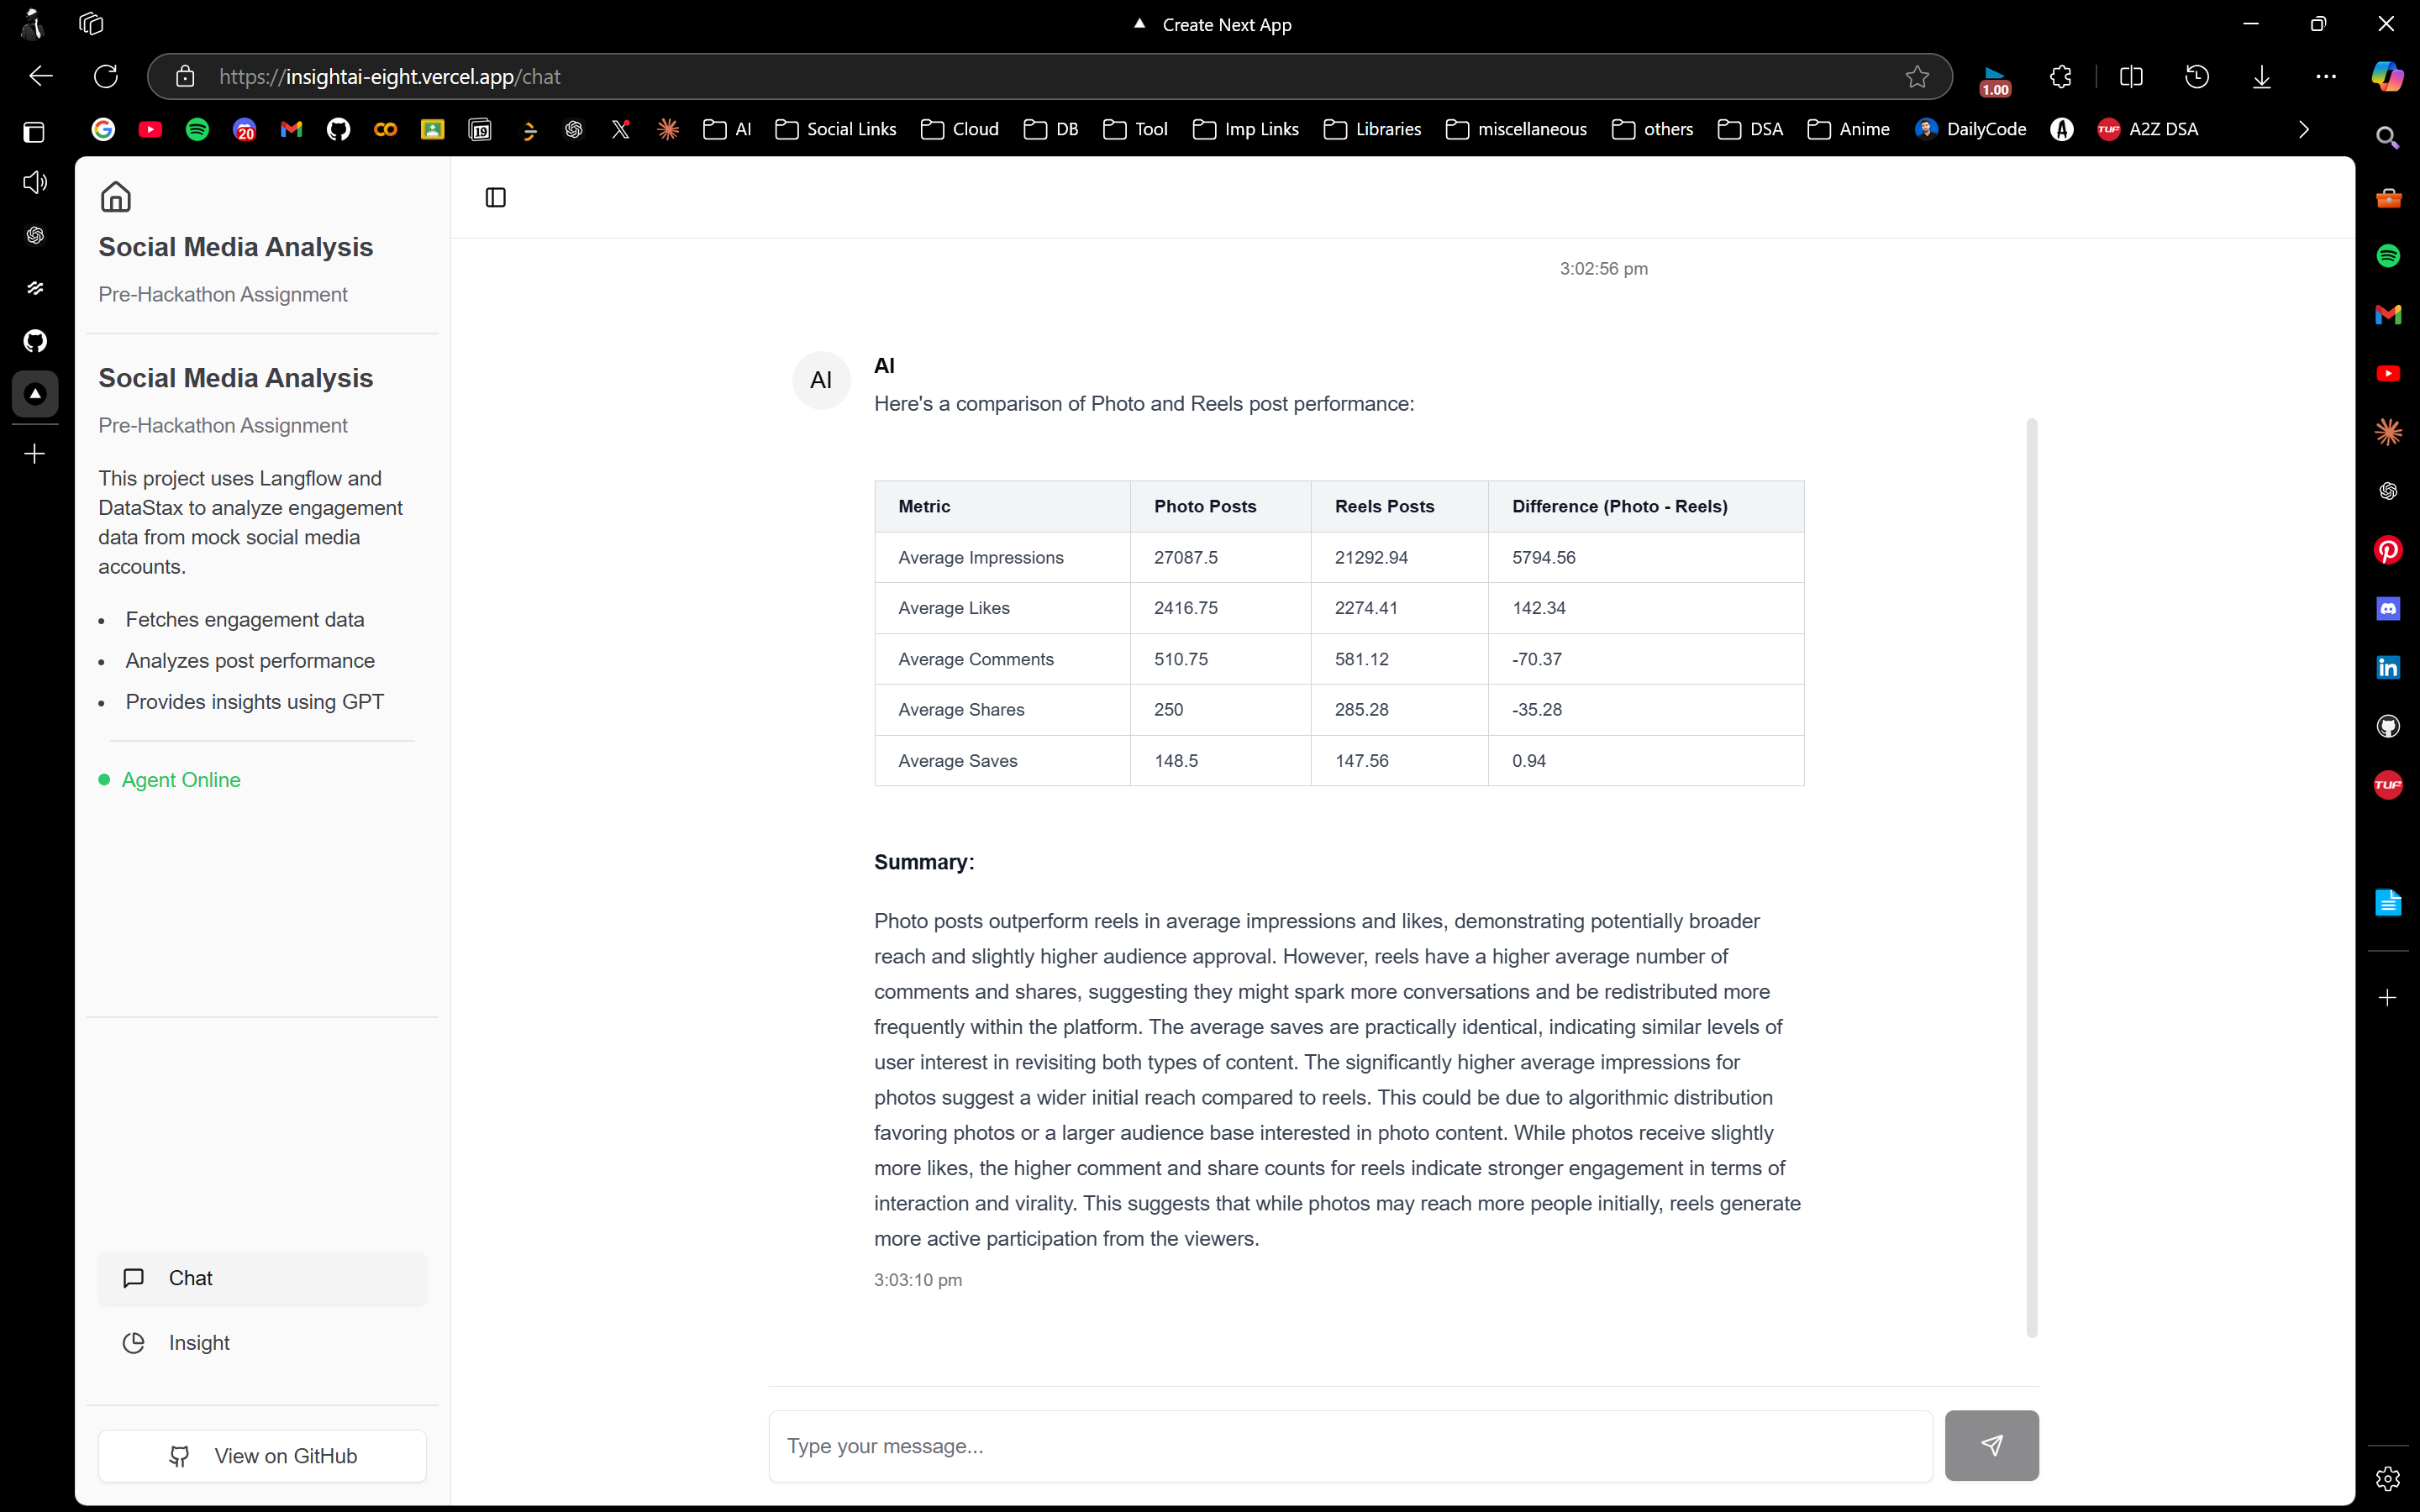 Create Next App
https://insightai-eight.vercel.app/chat
1.00
20
19
AI
Social Links
Cloud
DB
Tool
Imp Links
Libraries
miscellaneous
others
DSA
Anime
DailyCode
A
TUF
A2Z DSA
Social Media Analysis
Pre-Hackathon Assignment
Social Media Analysis
Pre-Hackathon Assignment
This project uses Langflow and
DataStax to analyze engagement
data from mock social media
accounts.
• Fetches engagement data
• Analyzes post performance
• Provides insights using GPT
Agent Online
Chat
Insight
View on GitHub
3:02:56 pm
AI
AI
Here's a comparison of Photo and Reels post performance:
Metric Photo Posts Reels Posts Difference (Photo - Reels)
Average Impressions 27087.5 21292.94 5794.56
Average Likes 2416.75 2274.41 142.34
Average Comments 510.75 581.12 -70.37
Average Shares 250 285.28 -35.28
Average Saves 148.5 147.56 0.94
Summary:
Photo posts outperform reels in average impressions and likes, demonstrating potentially broader
reach and slightly higher audience approval. However, reels have a higher average number of
comments and shares, suggesting they might spark more conversations and be redistributed more
frequently within the platform. The average saves are practically identical, indicating similar levels of
user interest in revisiting both types of content. The significantly higher average impressions for
photos suggest a wider initial reach compared to reels. This could be due to algorithmic distribution
favoring photos or a larger audience base interested in photo content. While photos receive slightly
more likes, the higher comment and share counts for reels indicate stronger engagement in terms of
interaction and virality. This suggests that while photos may reach more people initially, reels generate
more active participation from the viewers.
3:03:10 pm
Type your message...
in
TUF